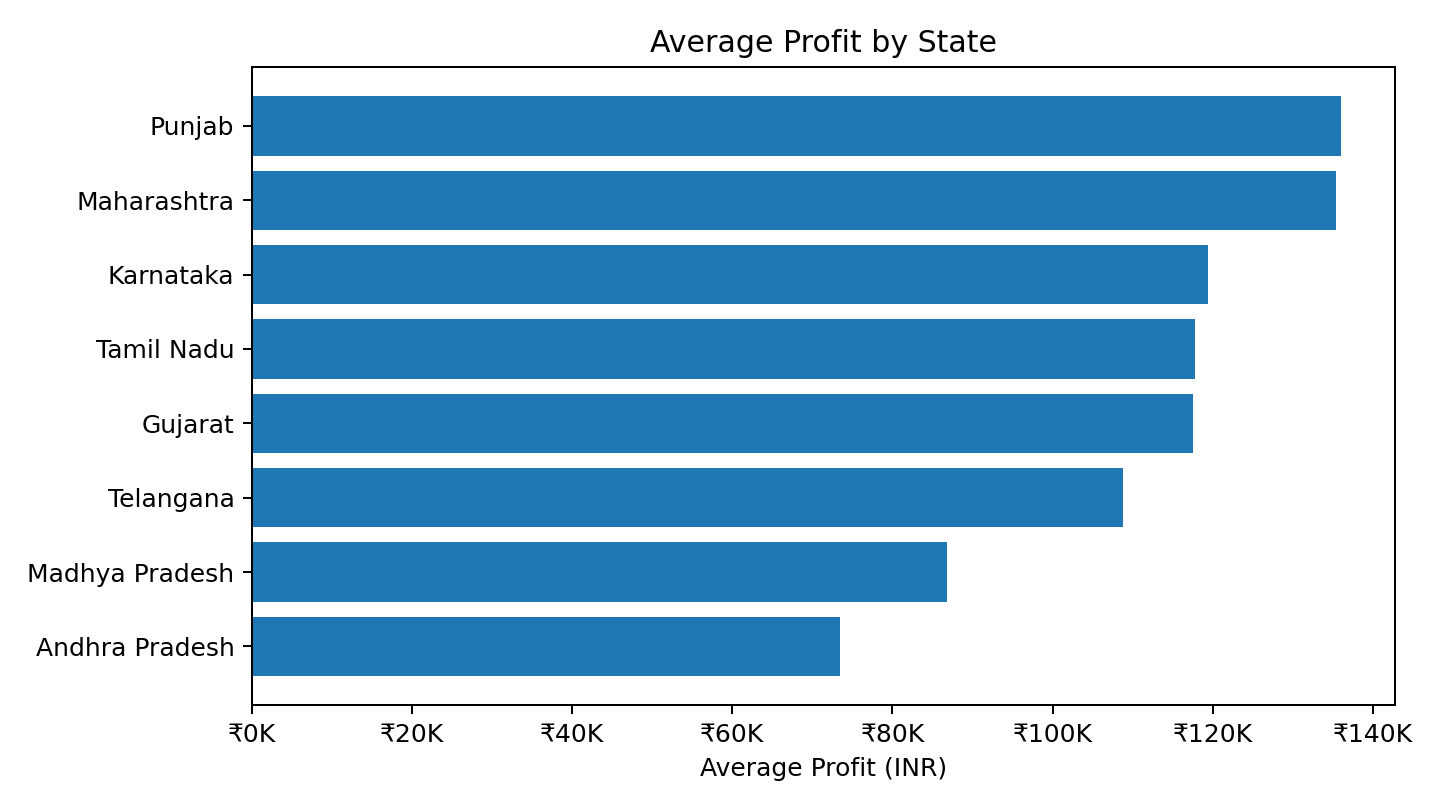 Average Profit by State
Punjab
Maharashtra
Karnataka
Tamil Nadu
Gujarat
Telangana
Madhya Pradesh
Andhra Pradesh
₹0K ₹20K ₹40K ₹60K ₹80K ₹100K ₹120K ₹140K
Average Profit (INR)